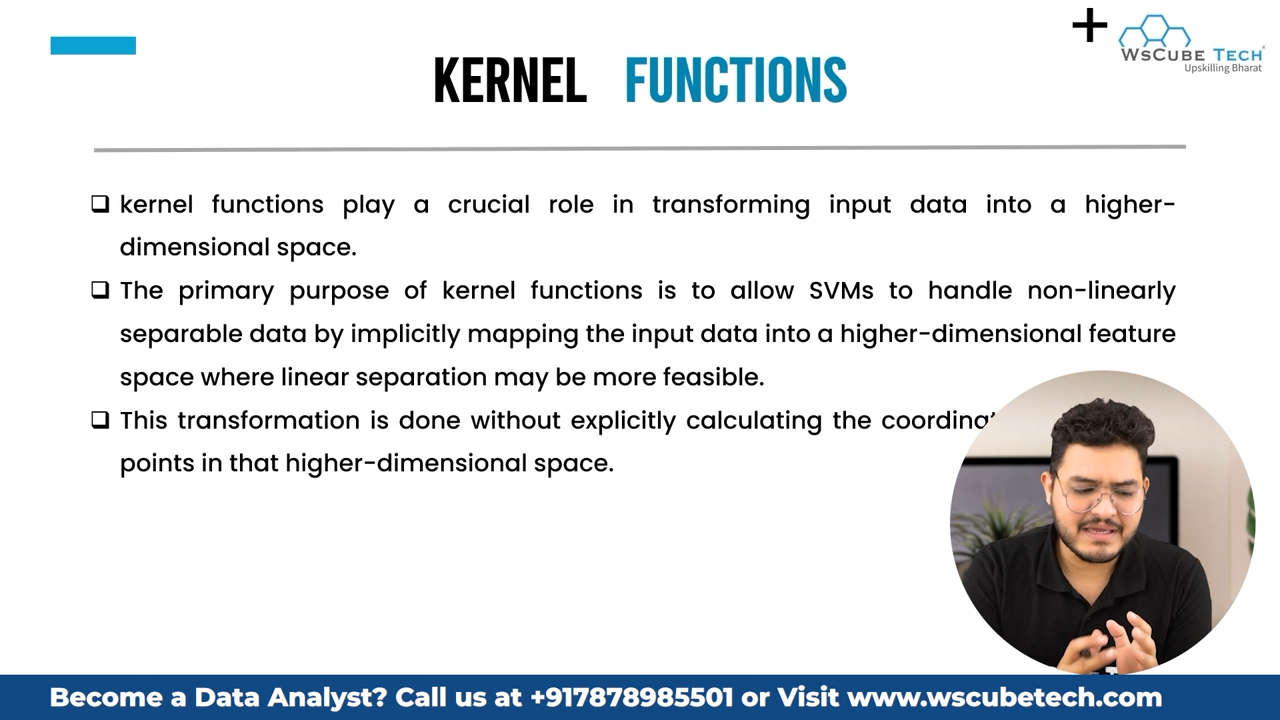 WsCube Tech
Upskilling Bharat
KERNEL FUNCTIONS
kernel functions play a crucial role in transforming input data into a higher-
dimensional space.
The primary purpose of kernel functions is to allow SVMs to handle non-linearly
separable data by implicitly mapping the input data into a higher-dimensional feature
space where linear separation may be more feasible.
This transformation is done without explicitly calculating the
points in that higher-dimensional space.
Become a Data Analyst? Call us at +917878985501 or Visit www.wscubetech.com